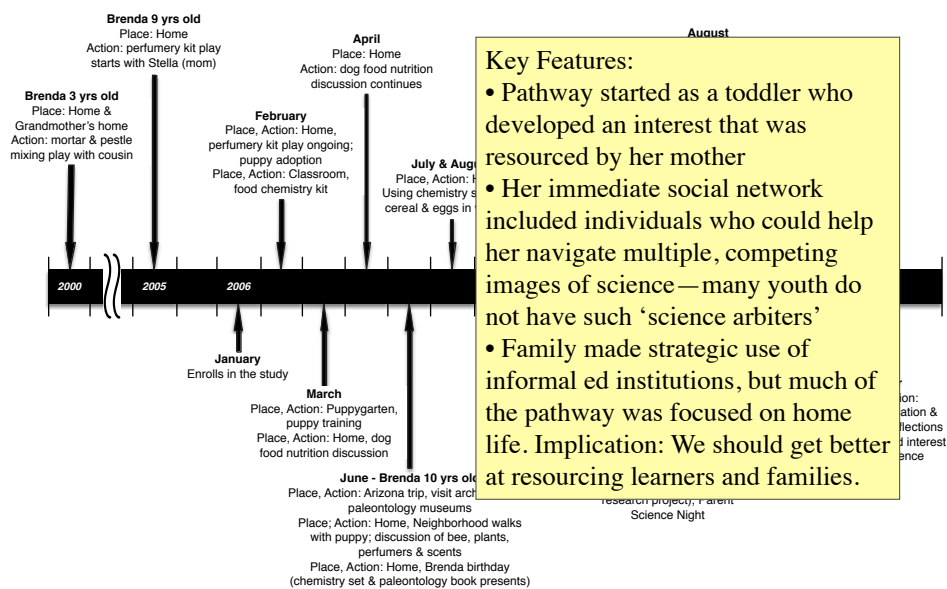 Brenda 9 yrs old
Place: Home
Action: perfumery kit play
starts with Stella (mom)
Brenda 3 yrs old
Place: Home &
Grandmother's home
Action: mortar & pestle
mixing play with cousin
February
Place, Action: Home,
perfumery kit play ongoing;
puppy adoption
Place, Action: Classroom,
food chemistry kit
April
Place: Home
Action: dog food nutrition
discussion continues
July &
Place, Action:
Using chemistry
cereal & eggs in
August
2000
2005
2006
January
Enrolls in the study
March
Place, Action: Puppygarten,
puppy training
Place, Action: Home, dog
food nutrition discussion
June - Brenda 10 yrs old
Place, Action: Arizona trip, visit
paleontology museums
Place; Action: Home, Neighborhood walks
with puppy; discussion of bee, plants,
perfumers & scents
Place, Action: Home, Brenda birthday
(chemistry set & paleontology book presents)
Key Features:
• Pathway started as a toddler who
developed an interest that was
resourced by her mother
• Her immediate social network
included individuals who could help
her navigate multiple, competing
images of science—many youth do
not have such ‘science arbiters’
• Family made strategic use of
informal ed institutions, but much of
the pathway was focused on home
life. Implication: We should get better
at resourcing learners and families.
&
interest
research project), Parent
Science Night